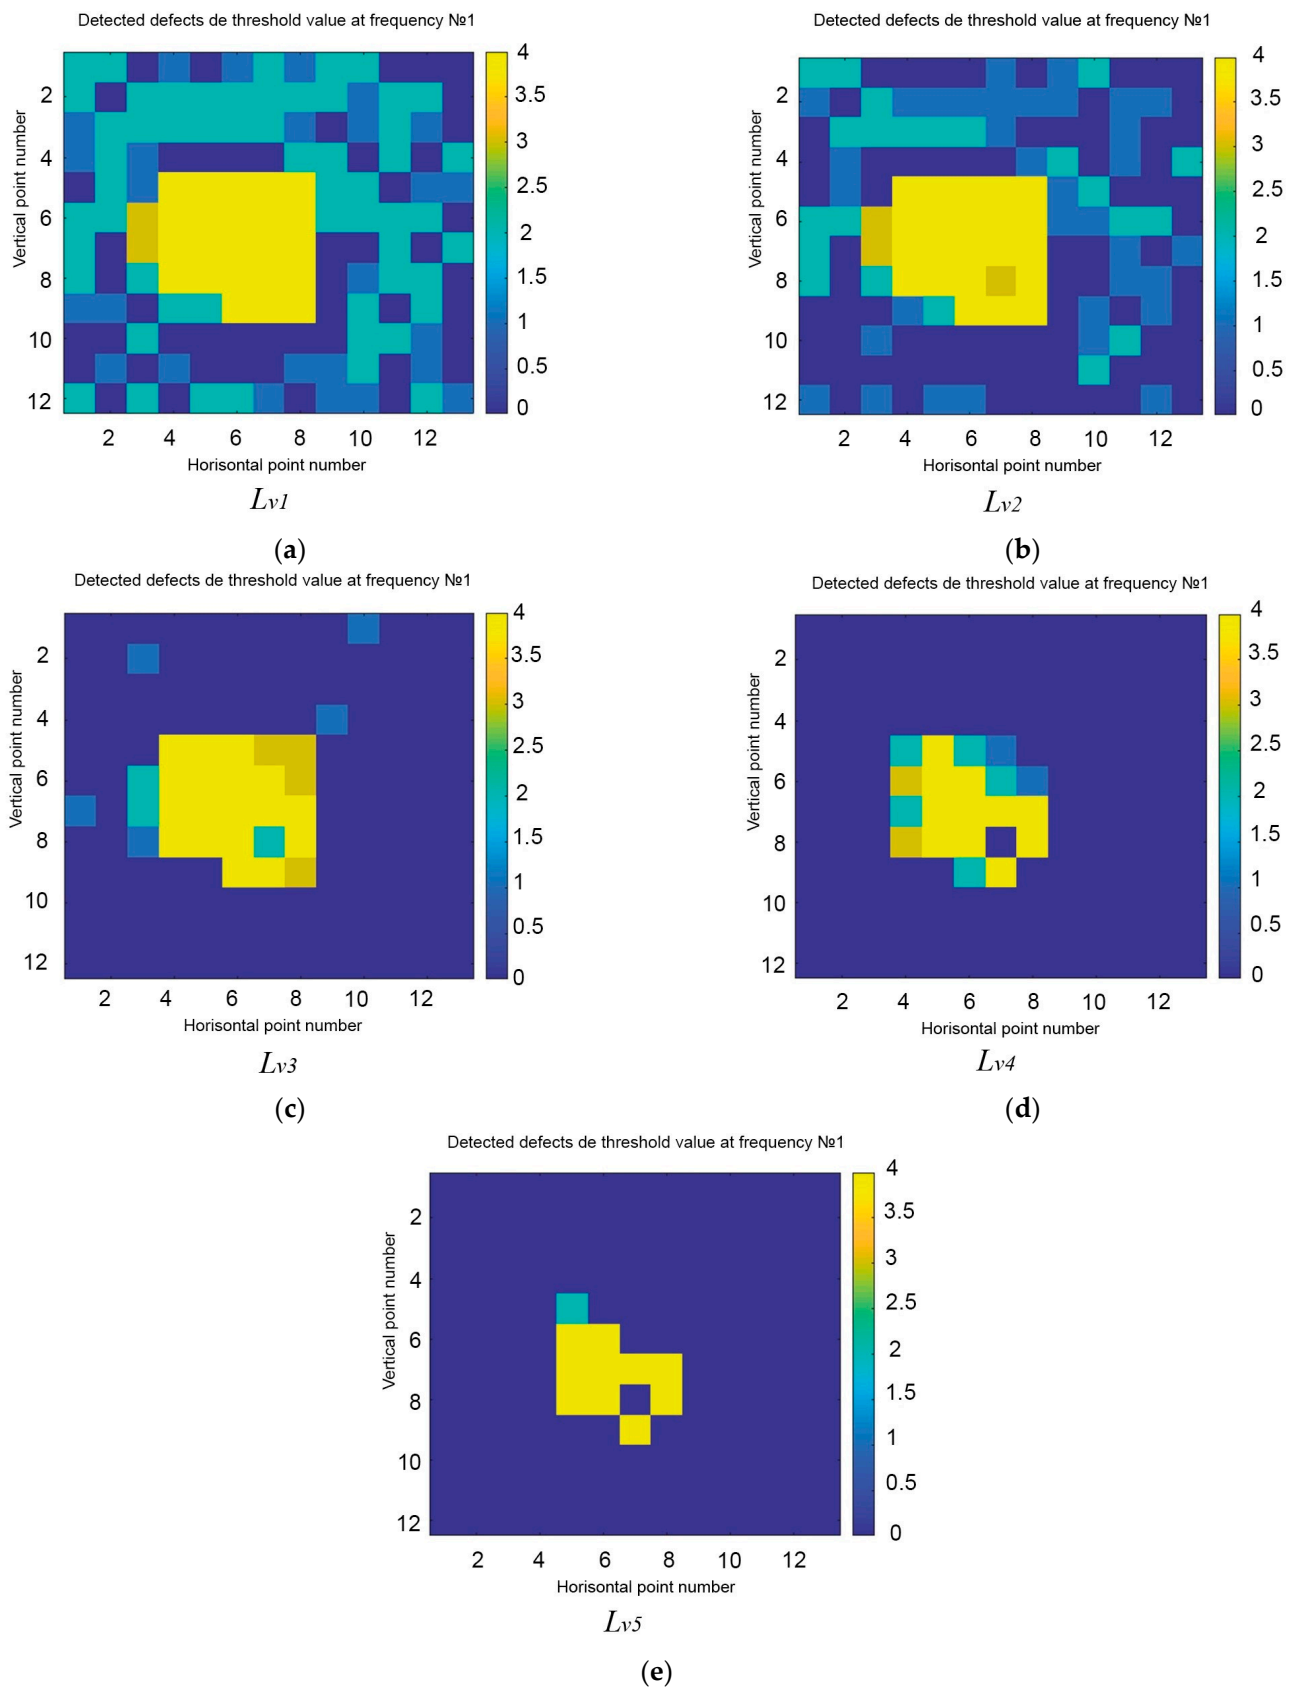 Detected defects de threshold value at frequency №1
Vertical point number
2
4
6
8
10
12
2 4 6 8 10 12
Horisontal point number
4
3.5
3
2.5
2
1.5
1
0.5
0
Lv1
(a)
Detected defects de threshold value at frequency №1
Vertical point number
2
4
6
8
10
12
2 4 6 8 10 12
Horisontal point number
4
3.5
3
2.5
2
1.5
1
0.5
0
Lv2
(b)
Detected defects de threshold value at frequency №1
Vertical point number
2
4
6
8
10
12
2 4 6 8 10 12
Horisontal point number
4
3.5
3
2.5
2
1.5
1
0.5
0
Lv3
(c)
Detected defects de threshold value at frequency №1
Vertical point number
2
4
6
8
10
12
2 4 6 8 10 12
Horisontal point number
4
3.5
3
2.5
2
1.5
1
0.5
0
Lv4
(d)
Detected defects de threshold value at frequency №1
Vertical point number
2
4
6
8
10
12
2 4 6 8 10 12
Horisontal point number
4
3.5
3
2.5
2
1.5
1
0.5
0
Lv5
(e)